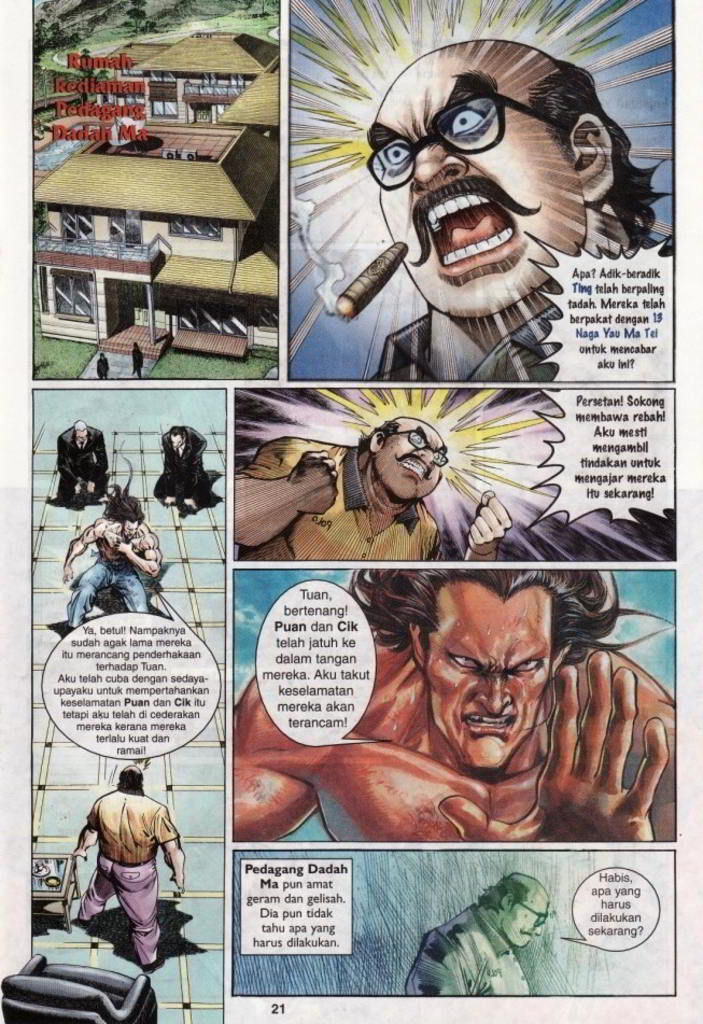 Rumah
kediaman
Pedagang
Dadah Ma
Apa? Adik-beradik
Ting telah berpaling
tadah. Mereka telah
berpakat dengan 13
Naga Yau Ma Tei
untuk mencabar
aku ini?
Persetan! Sokong
membawa rebah!
Aku mesti
mengambil
tindakan untuk
mengajar mereka
itu sekarang!
Ya, betul! Nampaknya
sudah agak lama mereka
itu merancang penderhakaan
terhadap Tuan.
Aku telah cuba dengan sedaya-
upayaku untuk mempertahankan
keselamatan Puan dan Cik itu
tetapi aku telah di cederakan
mereka kerana mereka
terlalu kuat dan
ramai!
Tuan,
bertenang!
Puan dan Cik
telah jatuh ke
dalam tangan
mereka. Aku takut
keselamatan
mereka akan
terancam!
Pedagang Dadah
Ma pun amat
geram dan gelisah.
Dia pun tidak
tahu apa yang
harus dilakukan.
Habis,
apa yang
harus
dilakukan
sekarang?
21